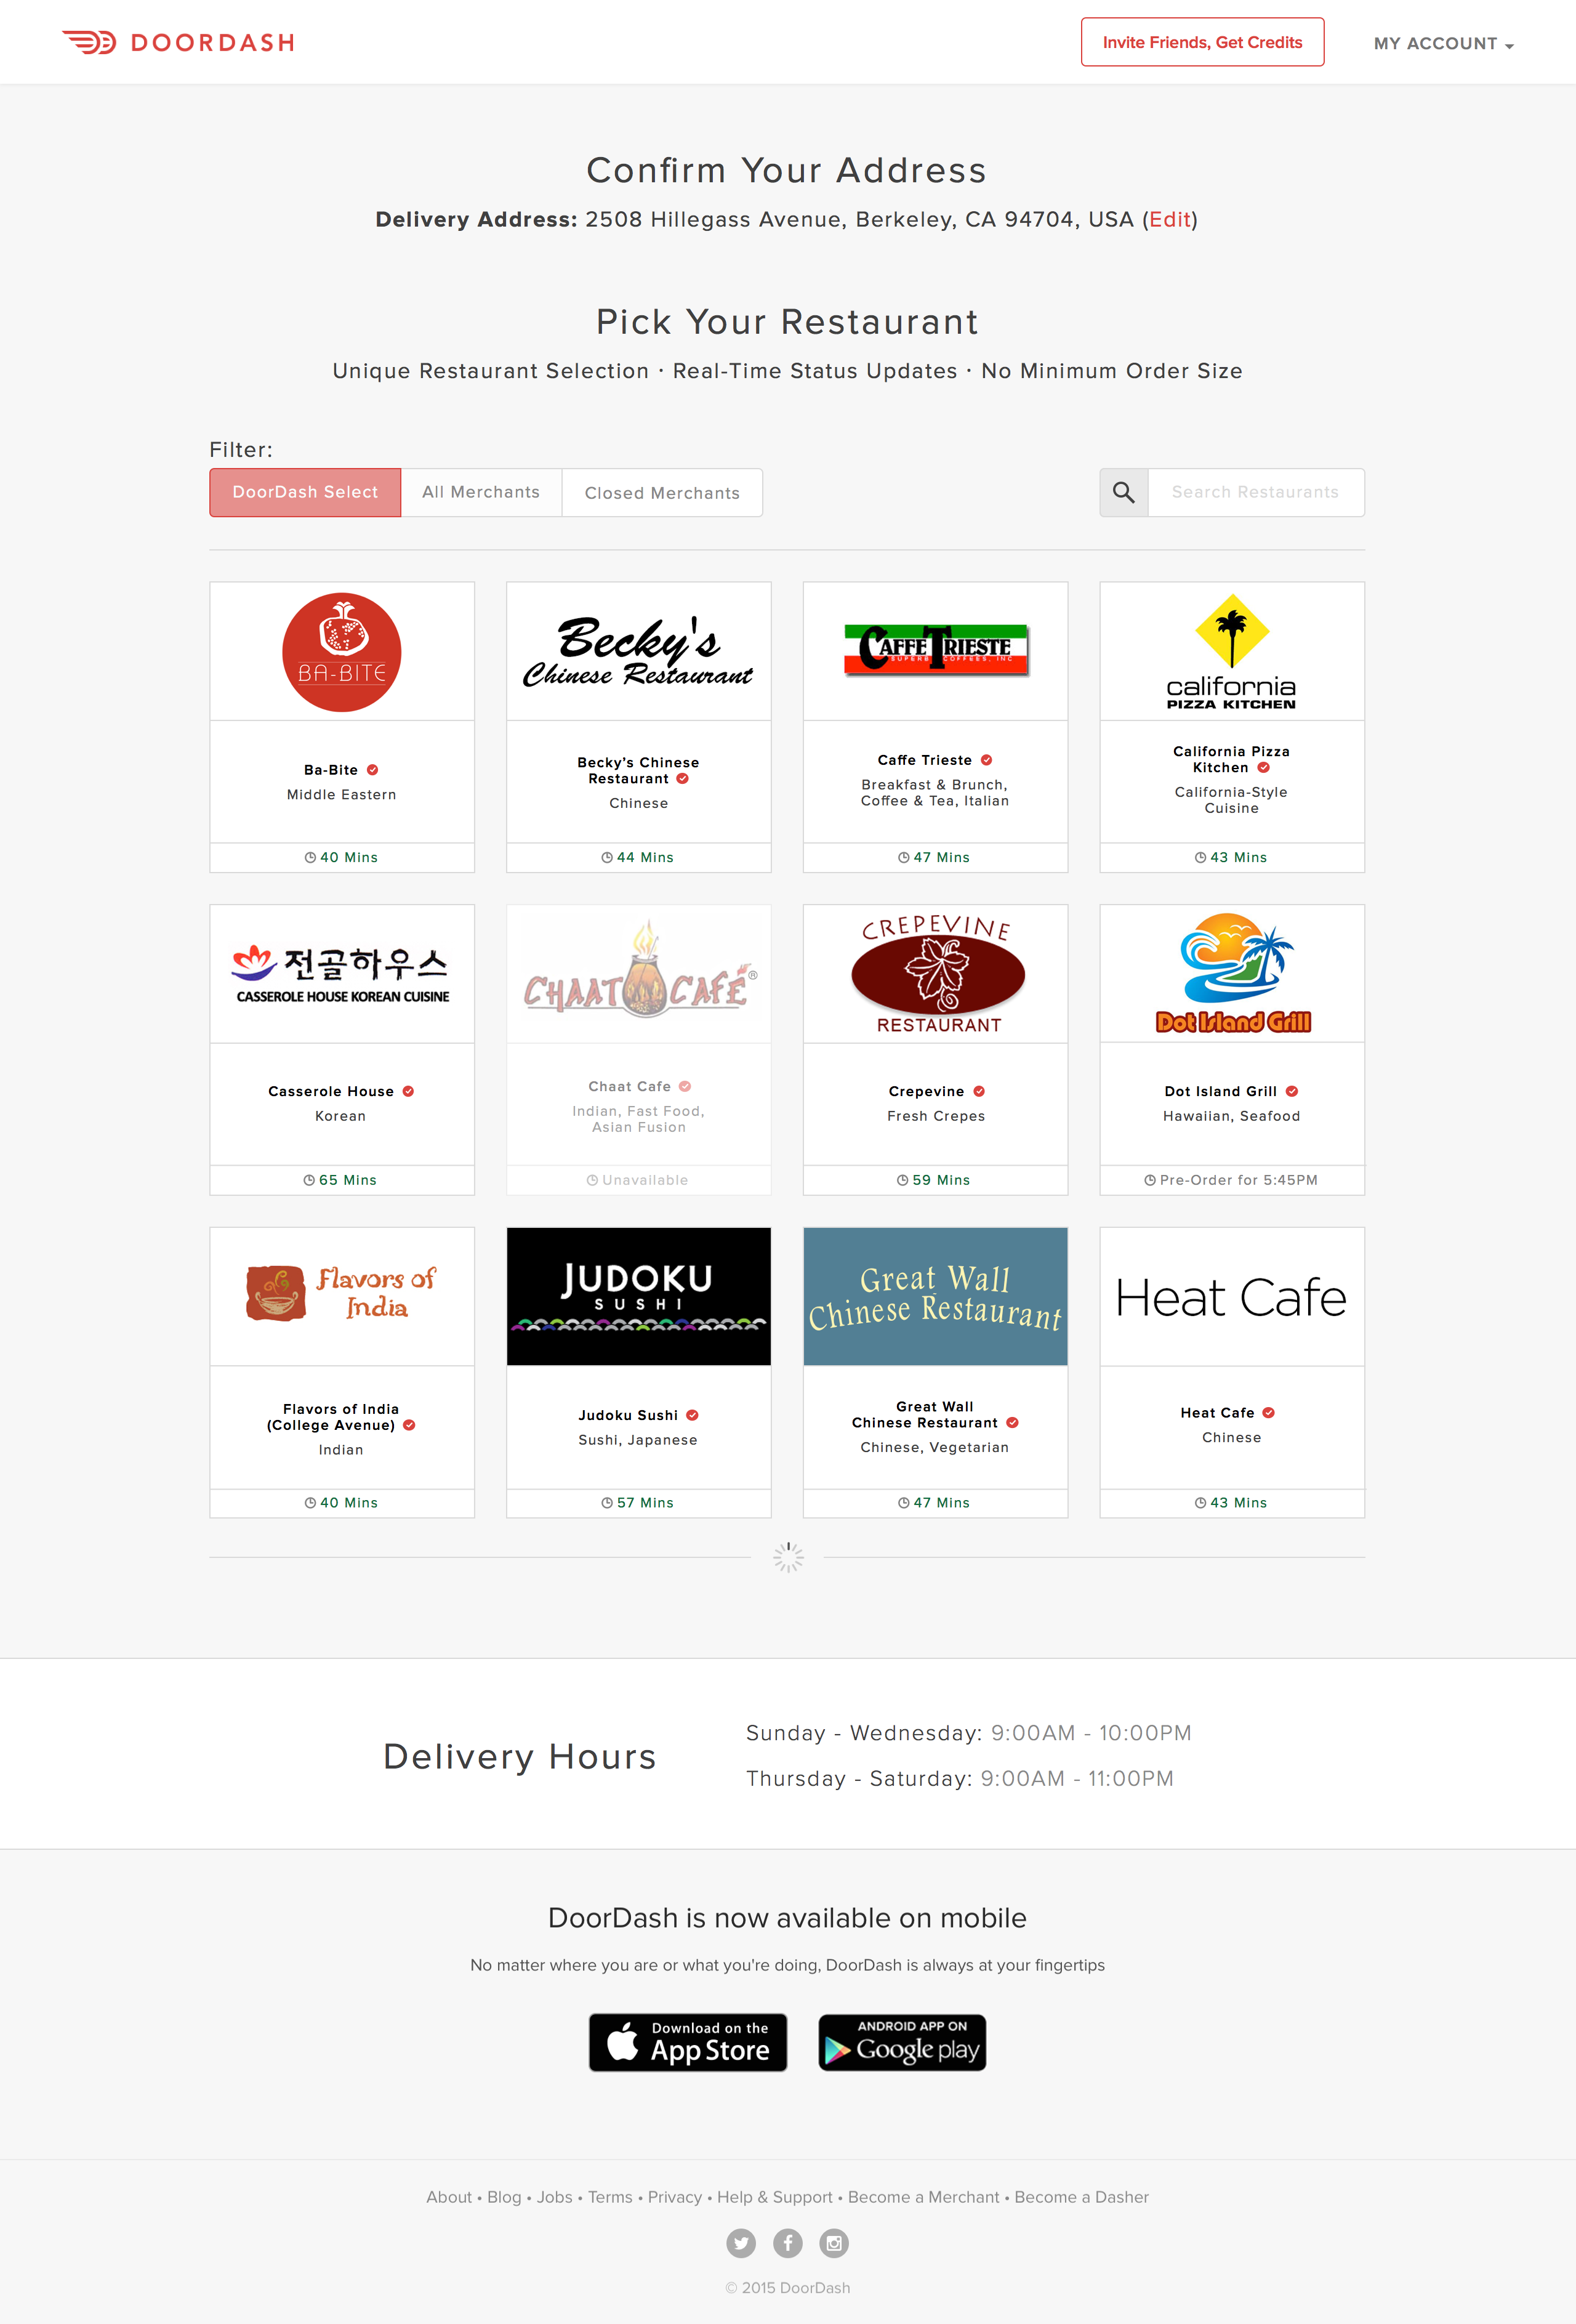 DOORDASH
Invite Friends, Get Credits
MY ACCOUNT
Confirm Your Address
Delivery Address: 2508 Hillegass Avenue, Berkeley, CA 94704, USA (Edit)
Pick Your Restaurant
Unique Restaurant Selection · Real-Time Status Updates · No Minimum Order Size
Filter:
DoorDash Select
All Merchants
Closed Merchants
Search Restaurants
BA-BITE
Ba-Bite
Middle Eastern
40 Mins
Becky's
Chinese Restaurant
Becky's Chinese
Restaurant
Chinese
44 Mins
CAFFE TRIESTE
SUPERB COFFEES, INC
Caffe Trieste
Breakfast & Brunch,
Coffee & Tea, Italian
47 Mins
california
PIZZA KITCHEN
California Pizza
Kitchen
California-Style
Cuisine
43 Mins
전골하우스
CASSEROLE HOUSE KOREAN CUISINE
Casserole House
Korean
65 Mins
CHAAT CAFÉ®
Chaat Cafe
Indian, Fast Food,
Asian Fusion
Unavailable
CREPEVINE
RESTAURANT
Crepevine
Fresh Crepes
59 Mins
Dot Island Grill
Dot Island Grill
Hawaiian, Seafood
Pre-Order for 5:45PM
Flavors of
India
Flavors of India
(College Avenue)
Indian
40 Mins
JUDOKU
SUSHI
Judoku Sushi
Sushi, Japanese
57 Mins
Great Wall
Chinese Restaurant
Great Wall
Chinese Restaurant
Chinese, Vegetarian
47 Mins
Heat Cafe
Heat Cafe
Chinese
43 Mins
Delivery Hours
Sunday - Wednesday: 9:00AM - 10:00PM
Thursday - Saturday: 9:00AM - 11:00PM
DoorDash is now available on mobile
No matter where you are or what you're doing, DoorDash is always at your fingertips
Download on the
App Store
ANDROID APP ON
Google play
About • Blog • Jobs • Terms • Privacy • Help & Support • Become a Merchant • Become a Dasher
© 2015 DoorDash